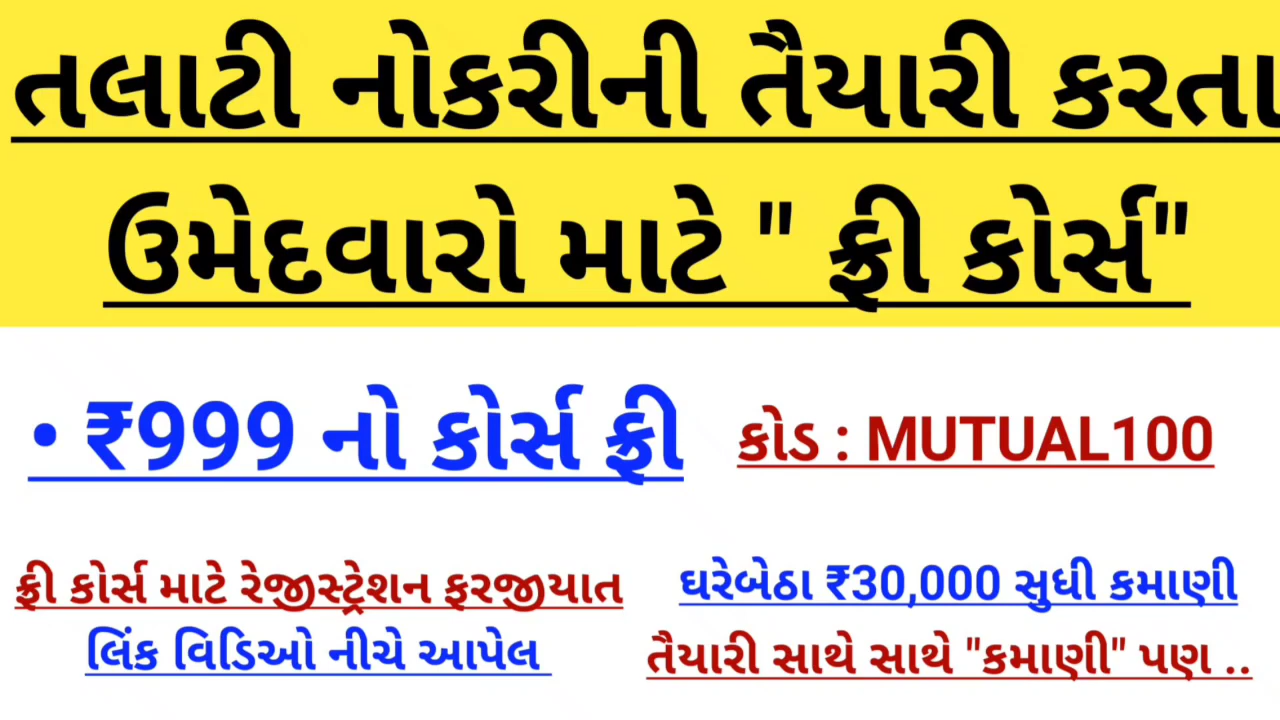 તલાટી નોકરીની તૈયારી કરતા
ઉમેદવારો માટે " ફ્રી કોર્સ"
• ₹999 નો કોર્સ ફ્રી
કોડ : MUTUAL100
ફ્રી કોર્સ માટે રેજીસ્ટ્રેશન ફરજીયાત
લિંક વિડિઓ નીચે આપેલ
ઘરેબેઠા ₹30,000 સુધી કમાણી
તૈયારી સાથે સાથે "કમાણી" પણ ..